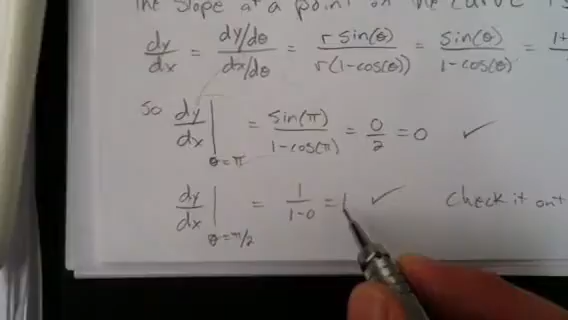 The slope at a point on the curve
dy/dx = (dy/dθ)/(dx/dθ) = r sin(θ)/r(1-cos(θ)) = sin(θ)/1-cos(θ) = 1+
So dy/dx |θ=π = sin(π)/1-cos(π) = 0/2 = 0 ✓
dy/dx |θ=π/2 = 1/1-0 = 1 ✓ Check it out